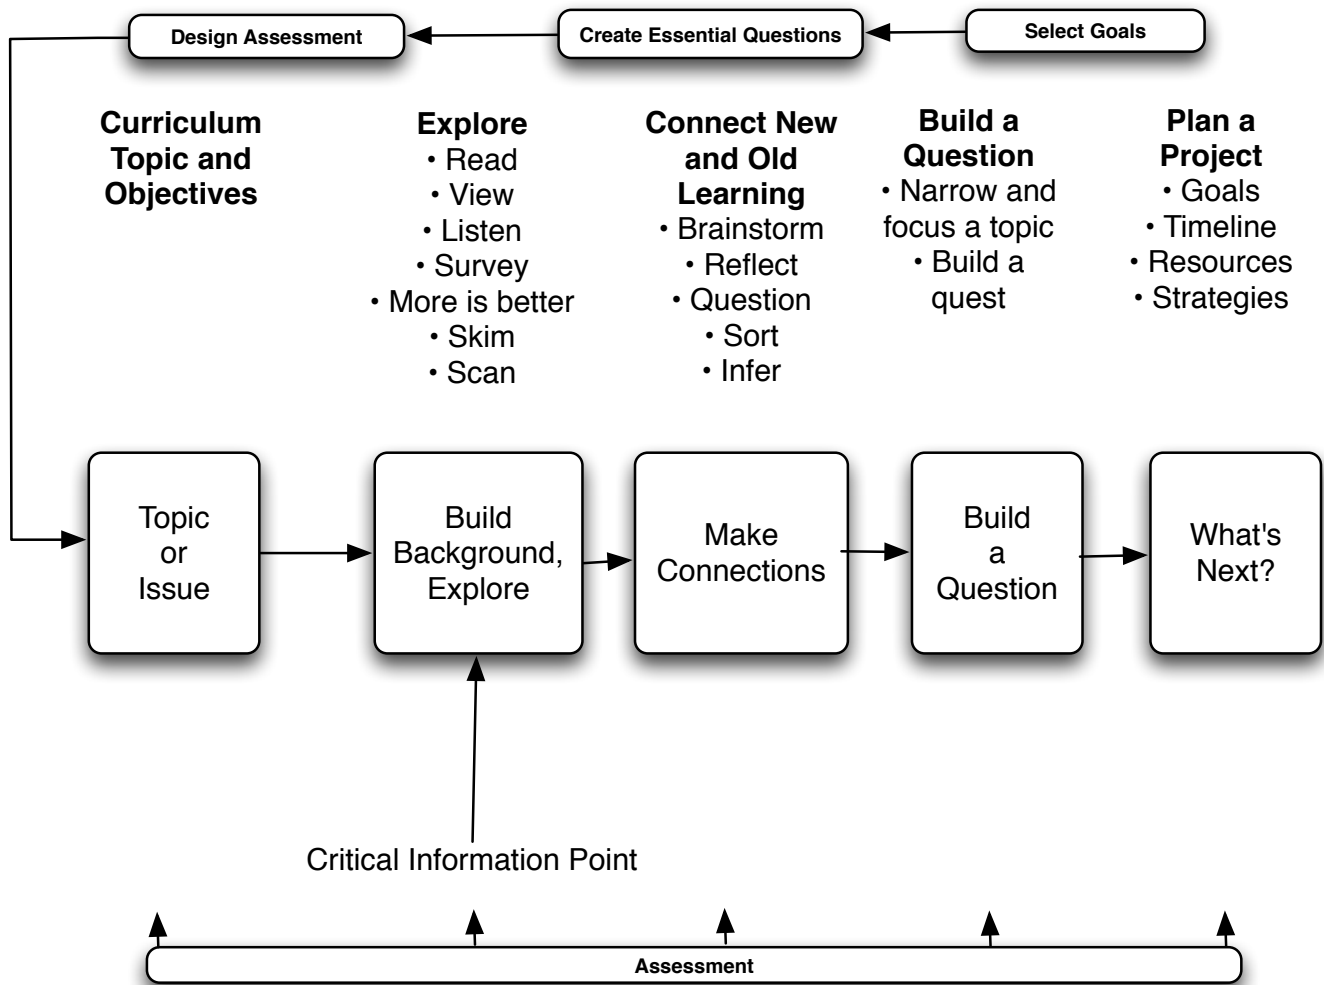 Design Assessment
Create Essential Questions
Select Goals
Curriculum
Topic and
Objectives
Explore
• Read
• View
• Listen
• Survey
• More is better
• Skim
• Scan
Connect New
and Old
Learning
• Brainstorm
• Reflect
• Question
• Sort
• Infer
Build a
Question
• Narrow and
focus a topic
• Build a
quest
Plan a
Project
• Goals
• Timeline
• Resources
• Strategies
Topic
or
Issue
Build
Background,
Explore
Make
Connections
Build
a
Question
What's
Next?
Critical Information Point
Assessment